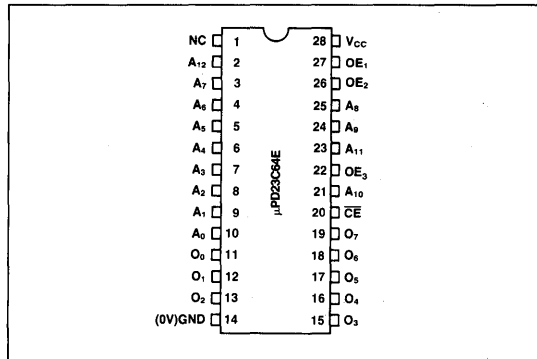 NC 1 28 VCC
A12 2 27 OE1
A7 3 26 OE2
A6 4 25 A8
A5 5 24 A9
A4 6 23 A11
A3 7 22 OE3
A2 8 21 A10
A1 9 20 C̅E̅
A0 10 19 O7
O0 11 18 O6
O1 12 17 O5
O2 13 16 O4
(0V)GND 14 15 O3
μPD23C64E